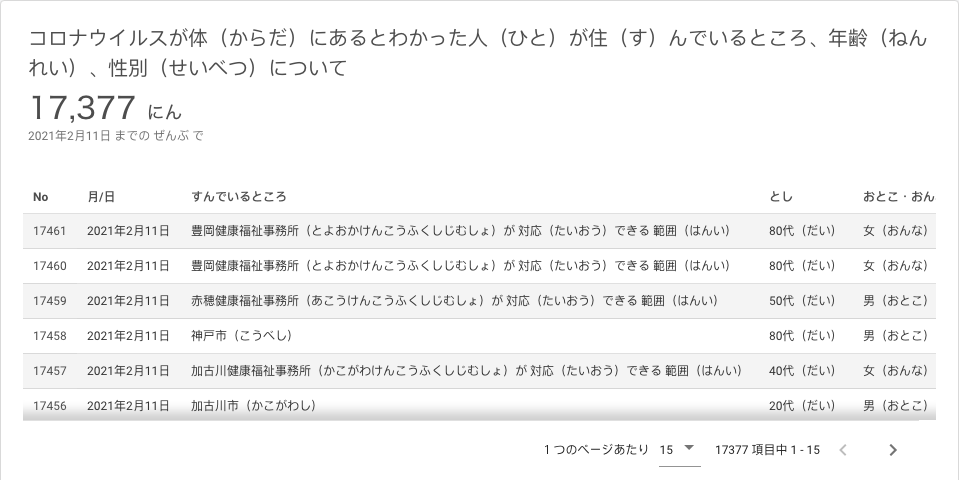 コロナウイルスが体（からだ）にあるとわかった人（ひと）が住（す）んでいるところ、年齢（ねん
れい）、性別（せいべつ）について
17,377 にん
2021年2月11日 までの ぜんぶ で
No 月/日 すんでいるところ とし おとこ・おん
17461 2021年2月11日 豊岡健康福祉事務所（とよおかけんこうふくしじむしょ）が 対応（たいおう）できる 範囲（はんい） 80代（だい） 女（おんな）
17460 2021年2月11日 豊岡健康福祉事務所（とよおかけんこうふくしじむしょ）が 対応（たいおう）できる 範囲（はんい） 80代（だい） 女（おんな）
17459 2021年2月11日 赤穂健康福祉事務所（あこうけんこうふくしじむしょ）が 対応（たいおう）できる 範囲（はんい） 50代（だい） 男（おとこ）
17458 2021年2月11日 神戸市（こうべし） 80代（だい） 男（おとこ）
17457 2021年2月11日 加古川健康福祉事務所（かこがわけんこうふくしじむしょ）が 対応（たいおう）できる 範囲（はんい） 40代（だい） 女（おんな）
17456 2021年2月11日 加古川市（かこがわし） 20代（だい） 男（おとこ）
1 つのページあたり 15 17377 項目中 1 - 15